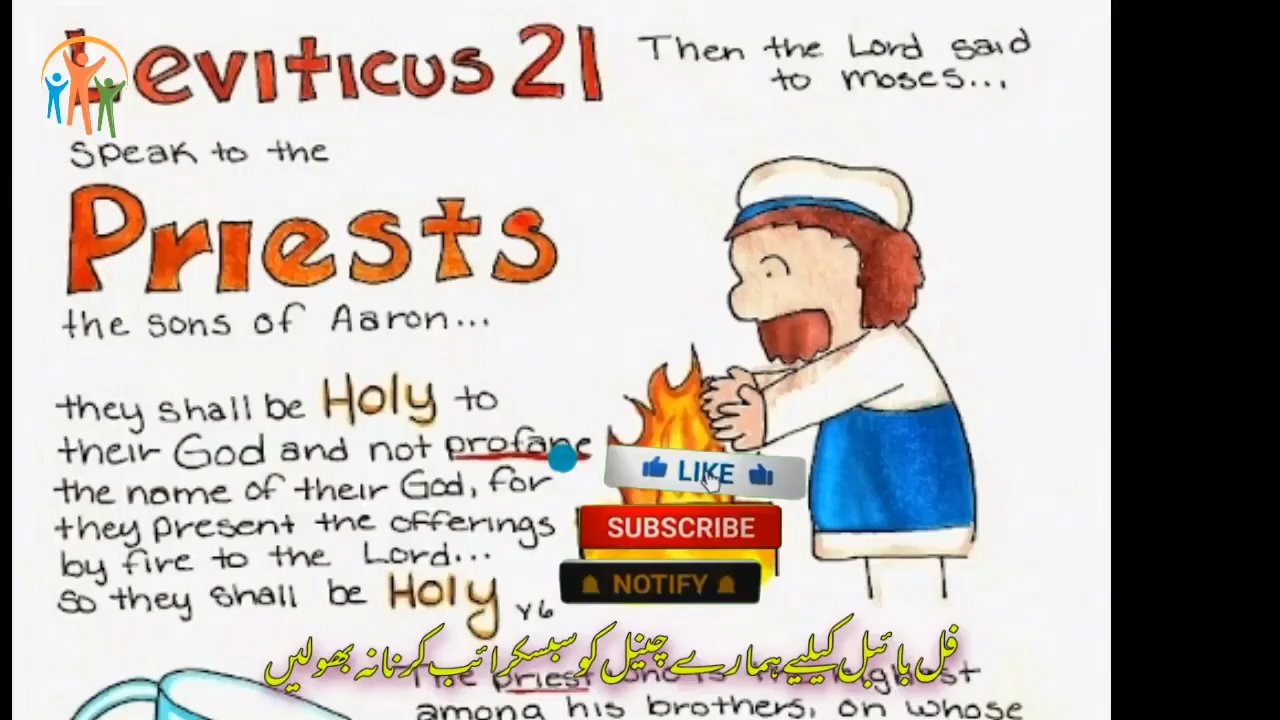 Leviticus 21
Then the Lord said
to moses...
Speak to the
Priests
the sons of Aaron...
they shall be Holy to
their God and not profane
the name of their God, for
they present the offerings
by fire to the Lord...
so they shall be Holy v6
LIKE
SUBSCRIBE
NOTIFY
فل بائبل کیلیے ہمارے چینل کو سبسکرائب کرنا نہ بھولیں
The priest
among his brothers, on whose